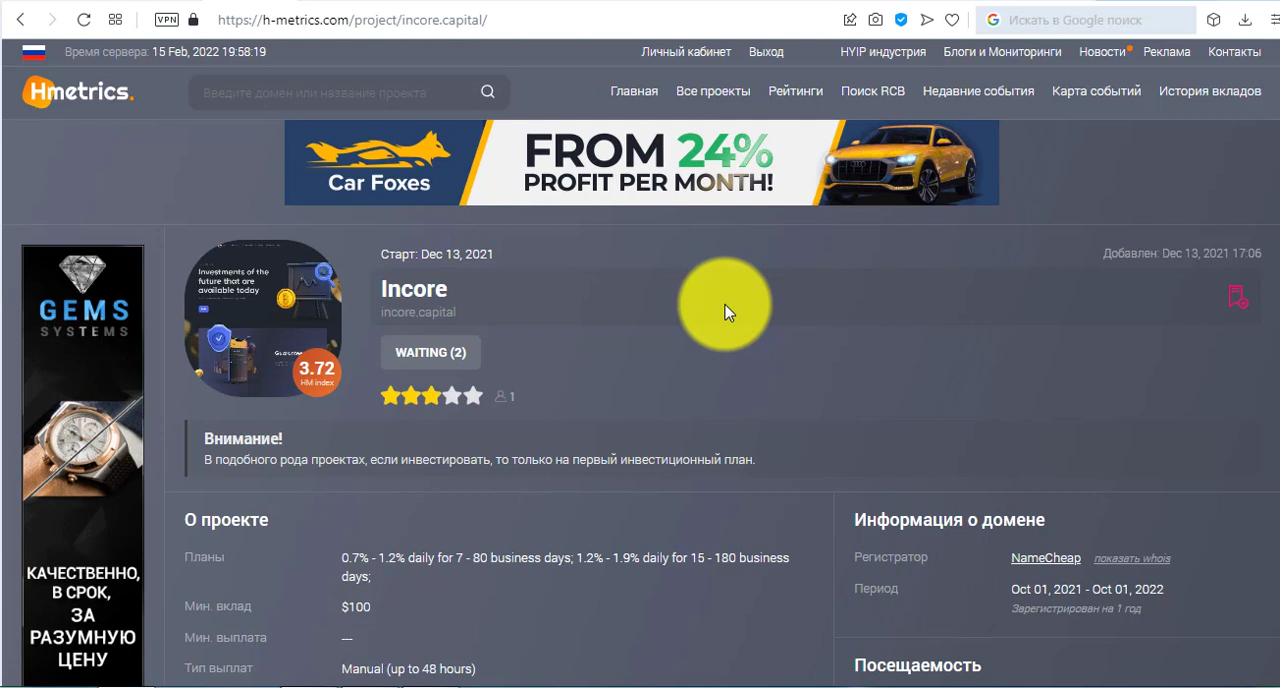 VPN
https://h-metrics.com/project/incore.capital/
Искать в Google поиск
Время сервера: 15 Feb, 2022 19:58:19
Личный кабинет
Выход
HYIP индустрия
Блоги и Мониторинги
Новости
Реклама
Контакты
Hmetrics.
Введите домен или название проекта
Главная
Все проекты
Рейтинги
Поиск RCB
Недавние события
Карта событий
История вкладов
Car Foxes
FROM 24%
PROFIT PER MONTH!
GEMS
SYSTEMS
КАЧЕСТВЕННО,
В СРОК,
ЗА
РАЗУМНУЮ
ЦЕНУ
Investments of the
future that are
available today
3.72
HM index
Старт: Dec 13, 2021
Добавлен: Dec 13, 2021 17:06
Incore
incore.capital
WAITING (2)
1
Внимание!
В подобного рода проектах, если инвестировать, то только на первый инвестиционный план.
О проекте
Планы
0.7% - 1.2% daily for 7 - 80 business days; 1.2% - 1.9% daily for 15 - 180 business
days;
Мин. вклад
$100
Мин. выплата
---
Тип выплат
Manual (up to 48 hours)
Информация о домене
Регистратор
NameCheap показать whois
Период
Oct 01, 2021 - Oct 01, 2022
Зарегистрирован на 1 год
Посещаемость